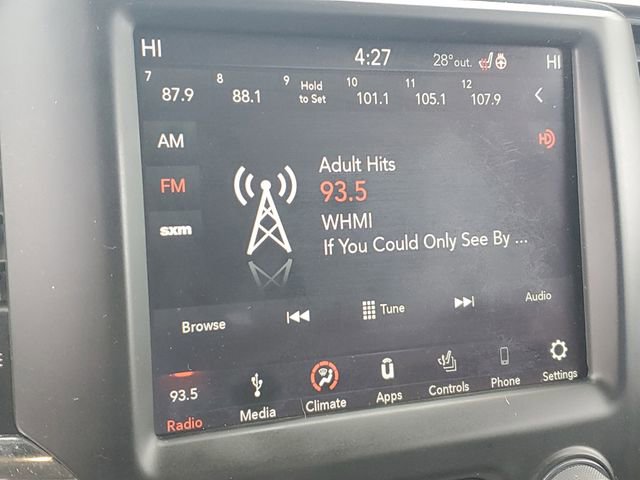 HI 4:27 28° out. HI
7 87.9 8 88.1 9 Hold to Set 10 101.1 11 105.1 12 107.9
AM
FM
sxm
HD
Adult Hits
93.5
WHMI
If You Could Only See By ...
Browse Tune Audio
93.5
Radio Media Climate Apps Controls Phone Settings